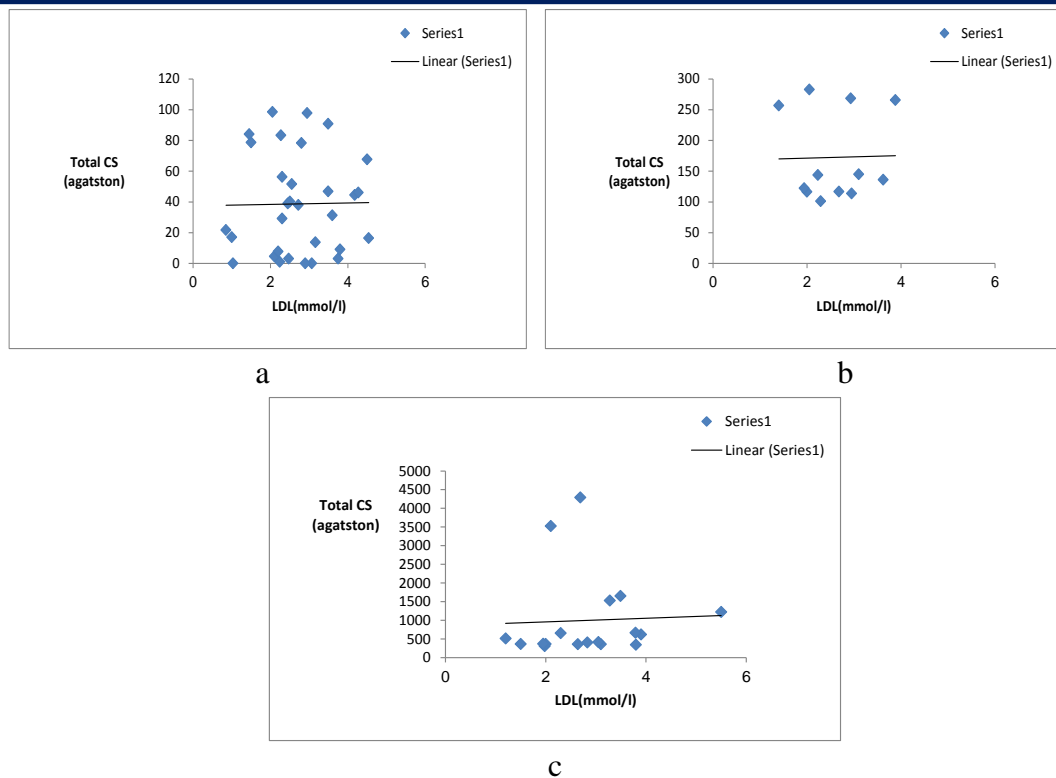 Series1
Linear (Series1)
120
100
80
60
40
20
0
Total CS
(agatston)
0 2 4 6
LDL(mmol/l)
a
Series1
Linear (Series1)
300
250
200
150
100
50
0
Total CS
(agatston)
0 2 4 6
LDL(mmol/l)
b
Series1
Linear (Series1)
5000
4500
4000
3500
3000
2500
2000
1500
1000
500
0
Total CS
(agatston)
0 2 4 6
LDL(mmol/l)
c